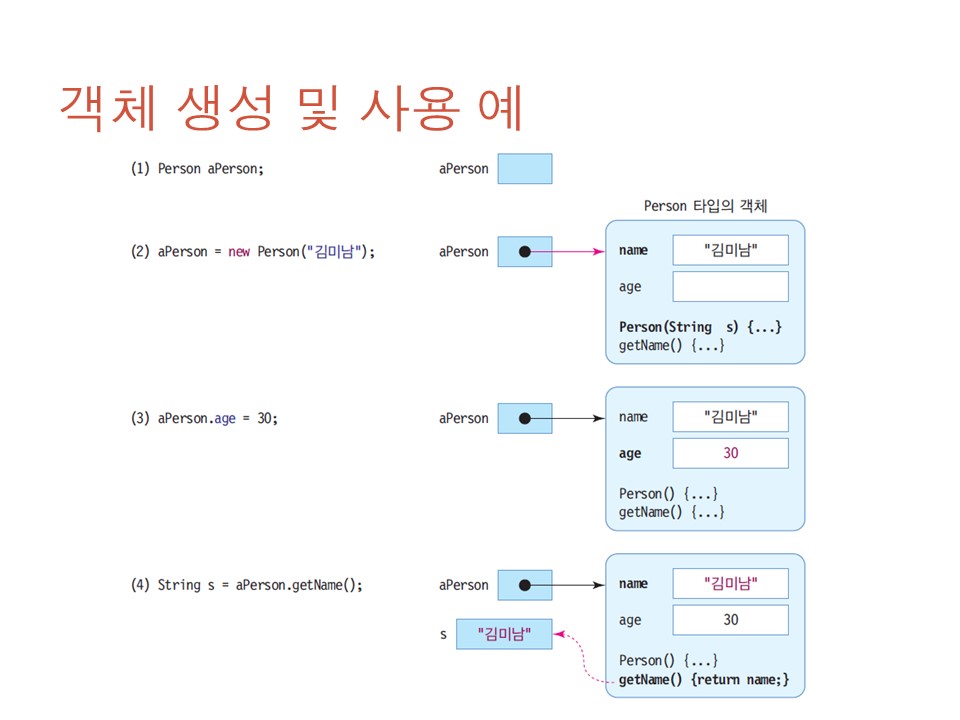 객체 생성 및 사용 예
(1) Person aPerson;
aPerson
Person 타입의 객체
(2) aPerson = new Person("김미남");
aPerson
name "김미남"
age
Person(String s) {...}
getName() {...}
(3) aPerson.age = 30;
aPerson
name "김미남"
age 30
Person() {...}
getName() {...}
(4) String s = aPerson.getName();
aPerson
s "김미남"
name "김미남"
age 30
Person() {...}
getName() {return name;}